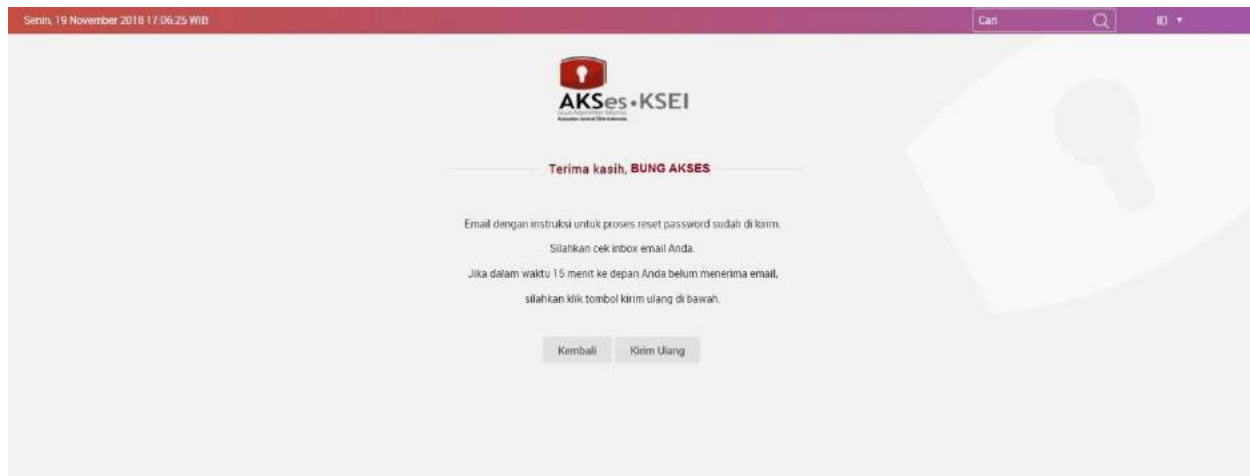 Senin, 19 November 2018 17:06:25 WIB
Cari
ID
AKSes•KSEI
Terima kasih, BUNG AKSES
Email dengan instruksi untuk proses reset password sudah di kirim.
Silahkan cek inbox email Anda.
Jika dalam waktu 15 menit ke depan Anda belum menerima email,
silahkan klik tombol kirim ulang di bawah.
Kembali
Kirim Ulang